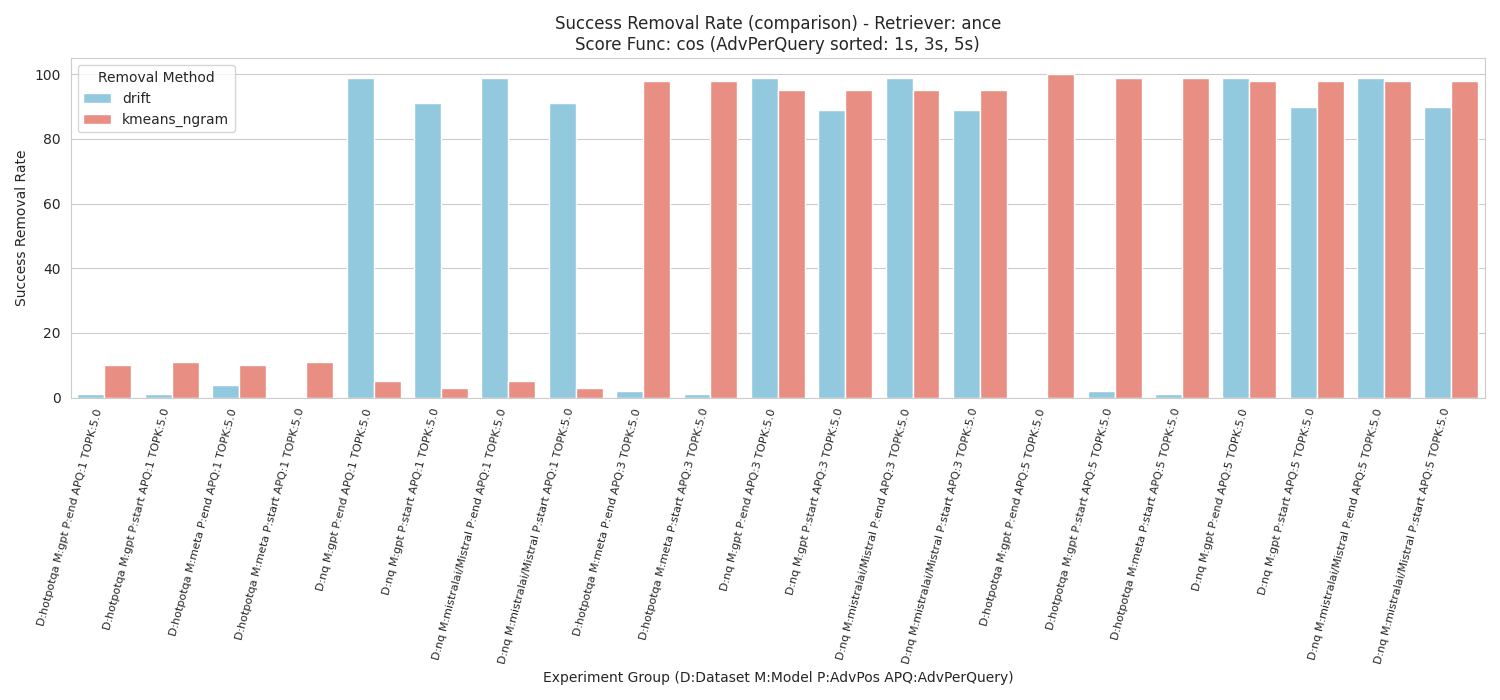 Success Removal Rate (comparison) - Retriever: ance
Score Func: cos (AdvPerQuery sorted: 1s, 3s, 5s)
Removal Method
drift
kmeans_ngram
Success Removal Rate
100
80
60
40
20
0
D:hotpotqa M:gpt P:end APQ:1 TOPK:5.0
D:hotpotqa M:gpt P:start APQ:1 TOPK:5.0
D:hotpotqa M:meta P:end APQ:1 TOPK:5.0
D:hotpotqa M:meta P:start APQ:1 TOPK:5.0
D:nq M:gpt P:end APQ:1 TOPK:5.0
D:nq M:gpt P:start APQ:1 TOPK:5.0
D:nq M:mistralai/Mistral P:end APQ:1 TOPK:5.0
D:nq M:mistralai/Mistral P:start APQ:1 TOPK:5.0
D:hotpotqa M:meta P:end APQ:3 TOPK:5.0
D:hotpotqa M:meta P:start APQ:3 TOPK:5.0
D:nq M:gpt P:end APQ:3 TOPK:5.0
D:nq M:gpt P:start APQ:3 TOPK:5.0
D:nq M:mistralai/Mistral P:end APQ:3 TOPK:5.0
D:nq M:mistralai/Mistral P:start APQ:3 TOPK:5.0
D:hotpotqa M:gpt P:end APQ:5 TOPK:5.0
D:hotpotqa M:gpt P:start APQ:5 TOPK:5.0
D:hotpotqa M:meta P:start APQ:5 TOPK:5.0
D:nq M:gpt P:end APQ:5 TOPK:5.0
D:nq M:gpt P:start APQ:5 TOPK:5.0
D:nq M:mistralai/Mistral P:end APQ:5 TOPK:5.0
D:nq M:mistralai/Mistral P:start APQ:5 TOPK:5.0
Experiment Group (D:Dataset M:Model P:AdvPos APQ:AdvPerQuery)